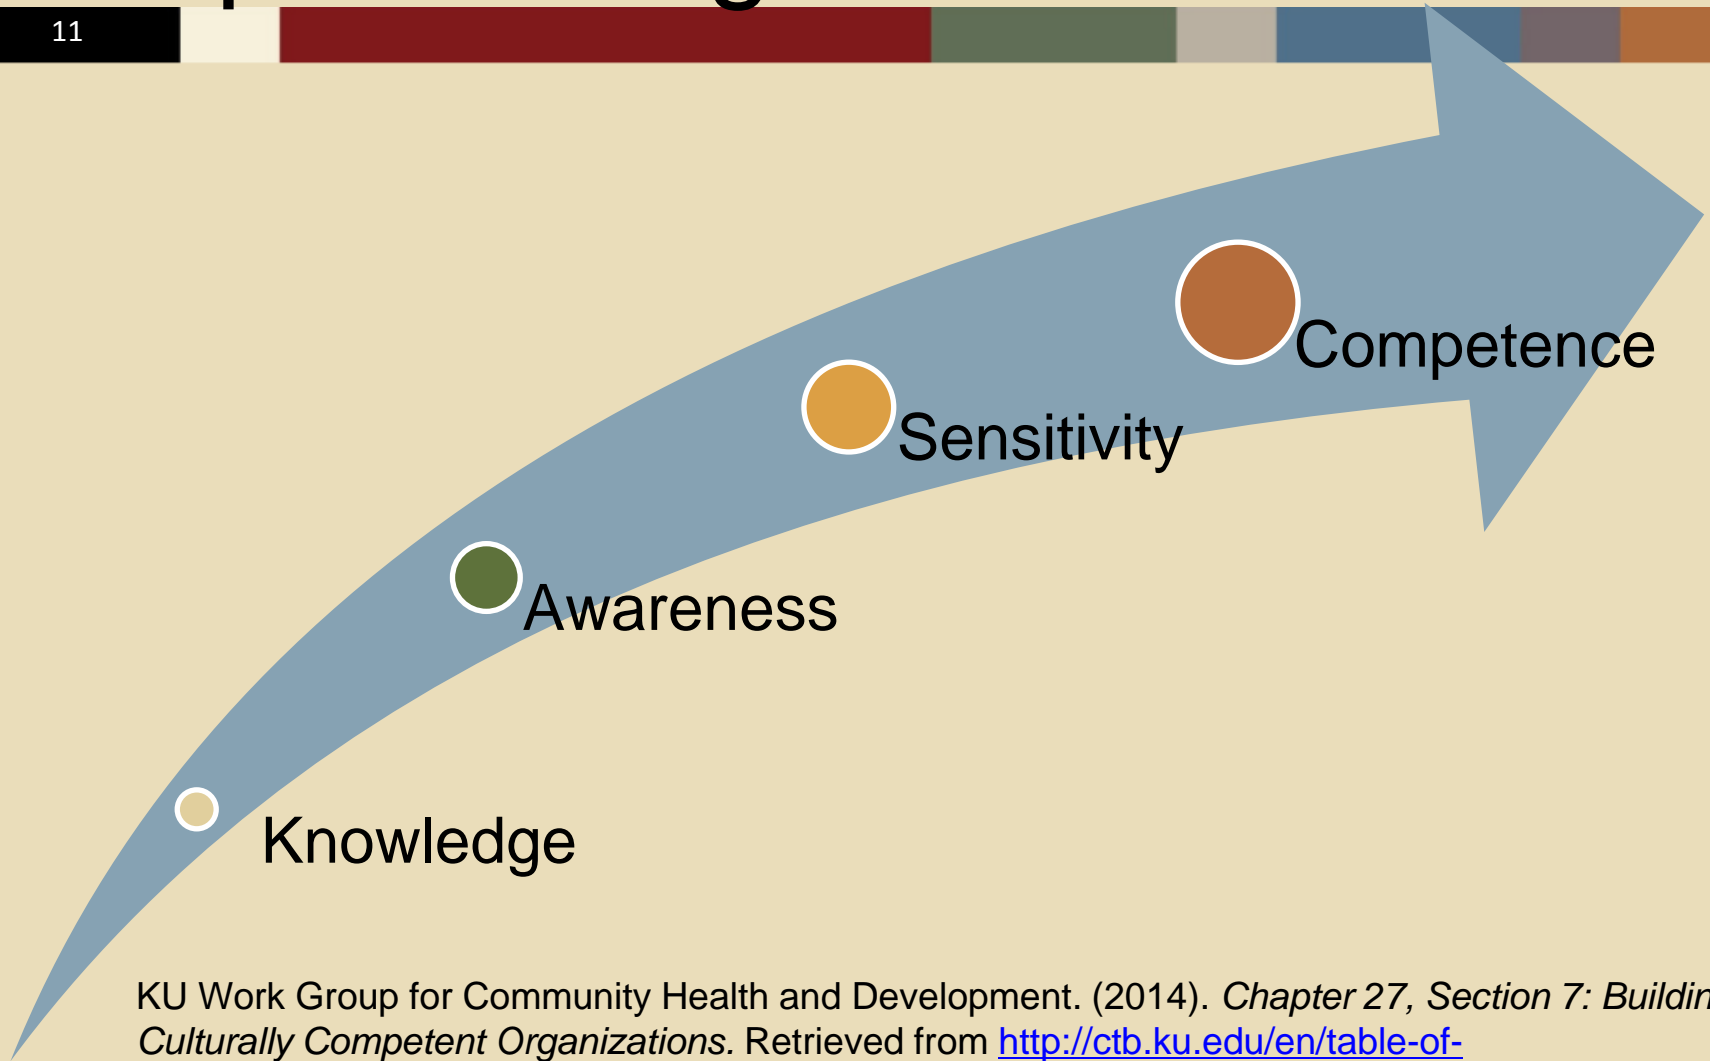 11
Competence
Sensitivity
Awareness
Knowledge
KU Work Group for Community Health and Development. (2014). Chapter 27, Section 7: Buildin
Culturally Competent Organizations. Retrieved from http://ctb.ku.edu/en/table-of-